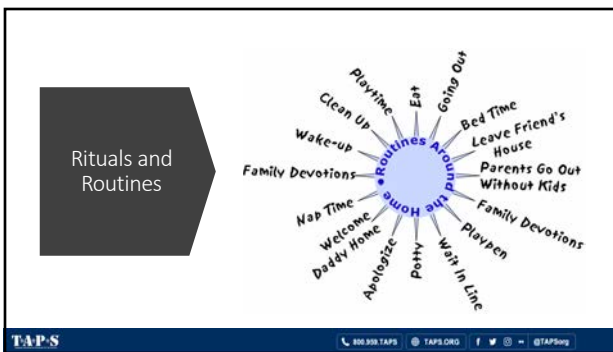 Rituals and
Routines
Routines Around the Home
Eat
Going Out
Bed Time
Leave Friend's
House
Parents Go Out
Without Kids
Family Devotions
Playpen
Wait In Line
Potty
Apologize
Welcome
Daddy Home
Nap Time
Family Devotions
Wake-up
Clean Up
Playtime
TAPS
800.959.TAPS
TAPS.ORG
@TAPSorg